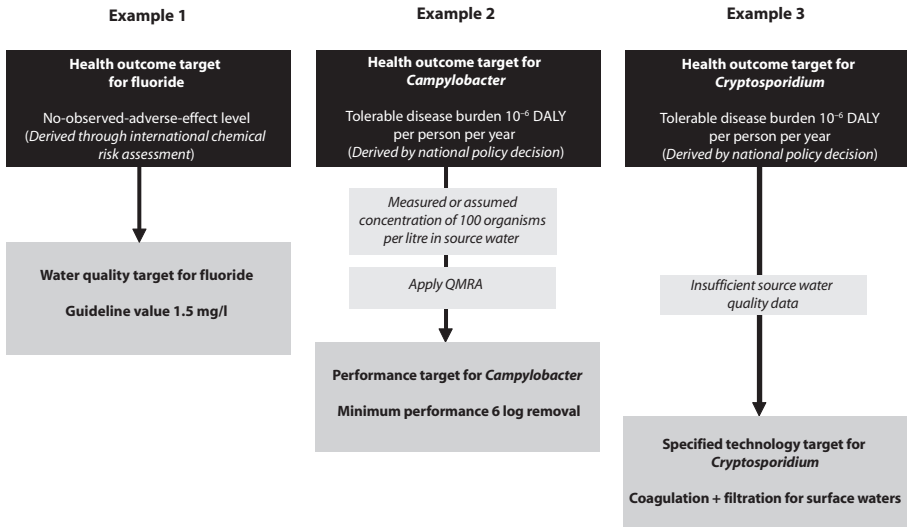 Example 1
Health outcome target
for fluoride
No-observed-adverse-effect level
(Derived through international chemical
risk assessment)
Water quality target for fluoride
Guideline value 1.5 mg/l
Example 2
Health outcome target for
Campylobacter
Tolerable disease burden 10⁻⁶ DALY
per person per year
(Derived by national policy decision)
Measured or assumed
concentration of 100 organisms
per litre in source water
Apply QMRA
Performance target for Campylobacter
Minimum performance 6 log removal
Example 3
Health outcome target for
Cryptosporidium
Tolerable disease burden 10⁻⁶ DALY
per person per year
(Derived by national policy decision)
Insufficient source water
quality data
Specified technology target for
Cryptosporidium
Coagulation + filtration for surface waters